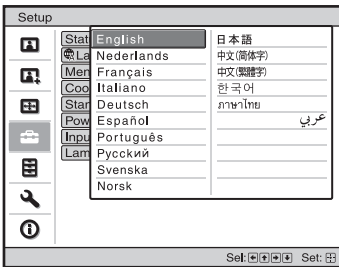 Setup
Stat
La
Men
Coo
Star
Pow
Inpu
Lam
English
Nederlands
Français
Italiano
Deutsch
Español
Português
Русский
Svenska
Norsk
日本語
中文(简体字)
中文(繁體字)
한국어
ภาษาไทย
عربي
Sel: Set: